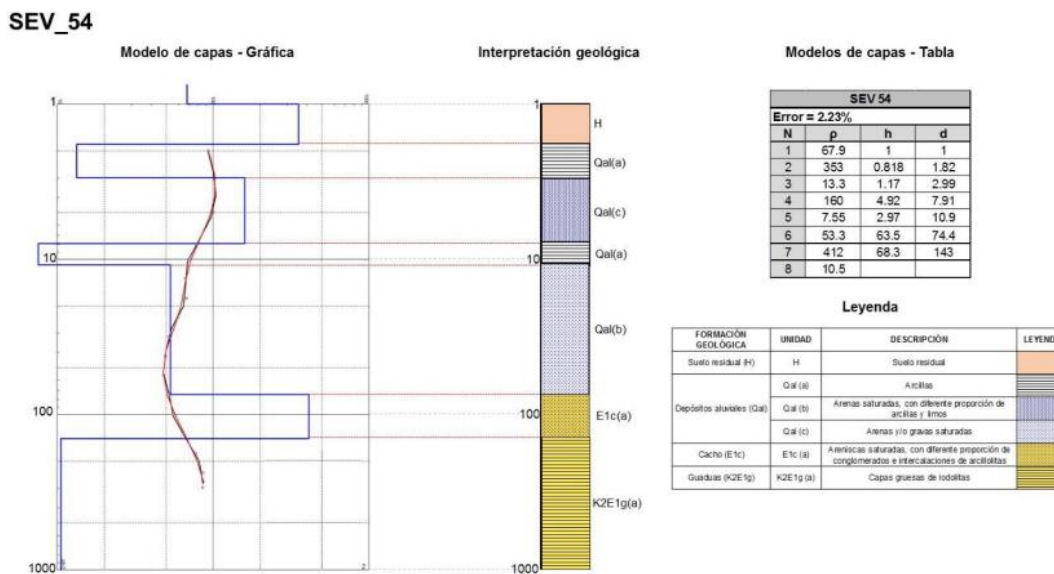 SEV_54
Modelo de capas - Gráfica
Interpretación geológica
Modelos de capas - Tabla
1
10
100
1000
1
10
100
1000
H
Qal(a)
Qal(c)
Qal(a)
Qal(b)
E1c(a)
K2E1g(a)
SEV 54
Error = 2.23%
N ρ h d
1 67.9 1 1
2 353 0.818 1.82
3 13.3 1.17 2.99
4 160 4.92 7.91
5 7.55 2.97 10.9
6 53.3 63.5 74.4
7 412 68.3 143
8 10.5
Leyenda
FORMACIÓN
GEOLÓGICA
UNIDAD
DESCRIPCIÓN
LEYEND
Suelo residual (H) H Suelo residual
Depósitos aluviales (Qal)
Qal (a) Arcillas
Qal (b) Arenas saturadas, con diferente proporción de
arcillas y limos
Qal (c) Arenas y/o gravas saturadas
Cacho (E1c) E1c (a) Areniscas saturadas, con diferente proporción de
conglomerados e intercalaciones de arcillolitas
Guaduas (K2E1g) K2E1g (a) Capas gruesas de lodolitas